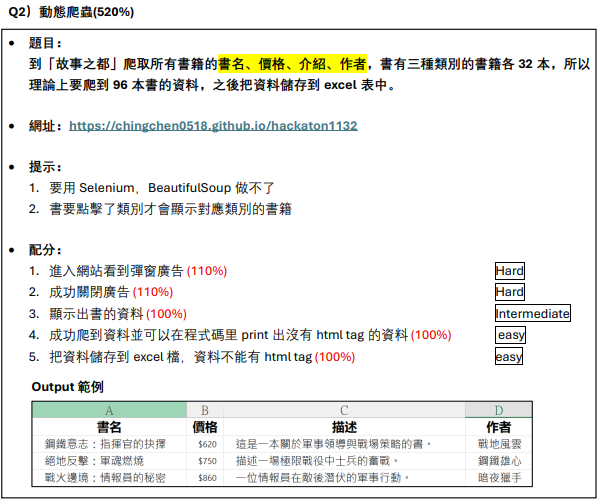 Q2）動態爬蟲(520%)
• 題目：
到「故事之都」爬取所有書籍的書名、價格、介紹、作者，書有三種類別的書籍各 32 本，所以
理論上要爬到 96 本書的資料，之後把資料儲存到 excel 表中。
• 網址：https://chingchen0518.github.io/hackaton1132
• 提示：
1. 要用 Selenium，BeautifulSoup 做不了
2. 書要點擊了類別才會顯示對應類別的書籍
• 配分：
1. 進入網站看到彈窗廣告 (110%) Hard
2. 成功關閉廣告 (110%) Hard
3. 顯示出書的資料 (100%) Intermediate
4. 成功爬到資料並可以在程式碼里 print 出沒有 html tag 的資料 (100%) easy
5. 把資料儲存到 excel 檔，資料不能有 html tag (100%) easy
Output 範例
A B C D
書名 價格 描述 作者
鋼鐵意志：指揮官的抉擇 $620 這是一本關於軍事領導與戰場策略的書。 戰地風雲
絕地反擊：軍魂燃燒 $750 描述一場極限戰役中士兵的奮戰。 鋼鐵雄心
戰火邊境：情報員的秘密 $860 一位情報員在敵後潛伏的軍事行動。 暗夜獵手